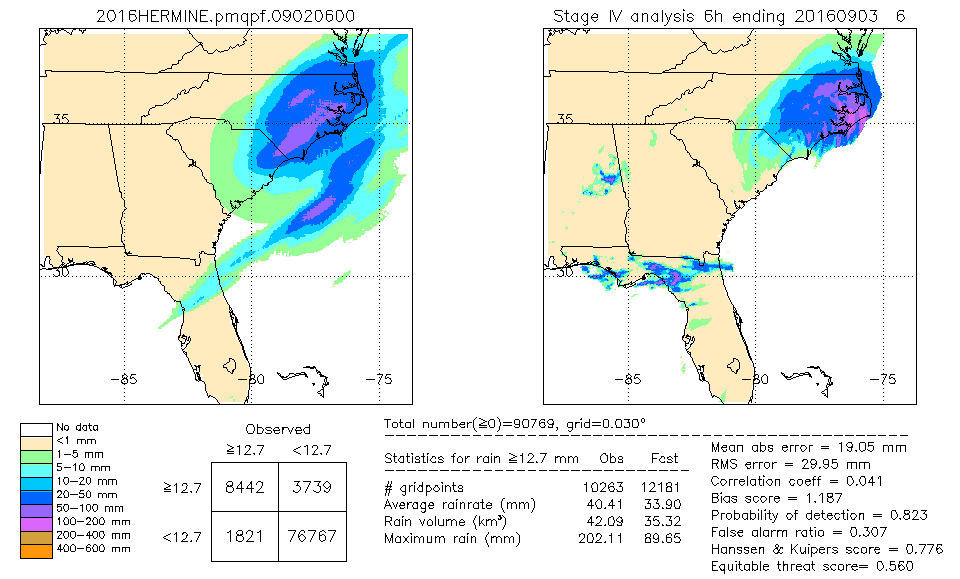 2016HERMINE.pmqpf.09020600
Stage IV analysis 6h ending 20160903 6
35
30
−85 −80 −75
35
30
−85 −80 −75
No data
<1 mm
1−5 mm
5−10 mm
10−20 mm
20−50 mm
50−100 mm
100−200 mm
200−400 mm
400−600 mm
Observed
≧12.7 <12.7
≧12.7 8442 3739
<12.7 1821 76767
Total number(≧0)=90769, grid=0.030°
Statistics for rain ≧12.7 mm Obs Fcst
# gridpoints 10263 12181
Average rainrate (mm) 40.41 33.90
Rain volume (km³) 42.09 35.32
Maximum rain (mm) 202.11 89.65
Mean abs error = 19.05 mm
RMS error = 29.95 mm
Correlation coeff = 0.041
Bias score = 1.187
Probability of detection = 0.823
False alarm ratio = 0.307
Hanssen & Kuipers score = 0.776
Equitable threat score= 0.560